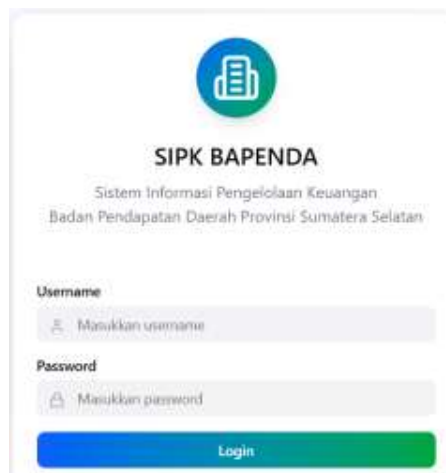 SIPK BAPENDA
Sistem Informasi Pengelolaan Keuangan
Badan Pendapatan Daerah Provinsi Sumatera Selatan
Username
Masukkan username
Password
Masukkan password
Login